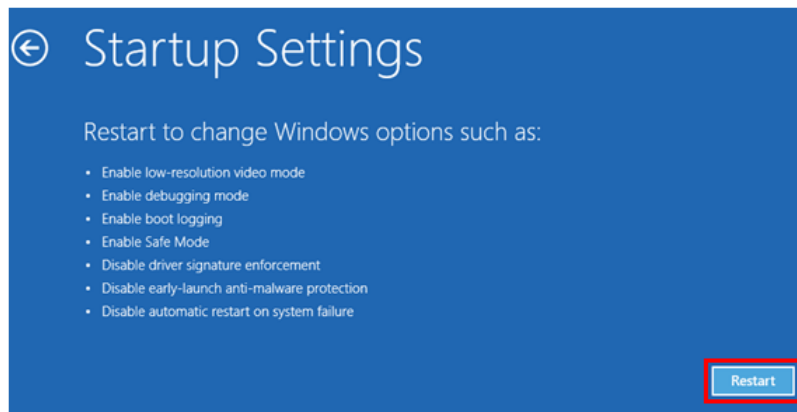 Startup Settings
Restart to change Windows options such as:
• Enable low-resolution video mode
• Enable debugging mode
• Enable boot logging
• Enable Safe Mode
• Disable driver signature enforcement
• Disable early-launch anti-malware protection
• Disable automatic restart on system failure
Restart